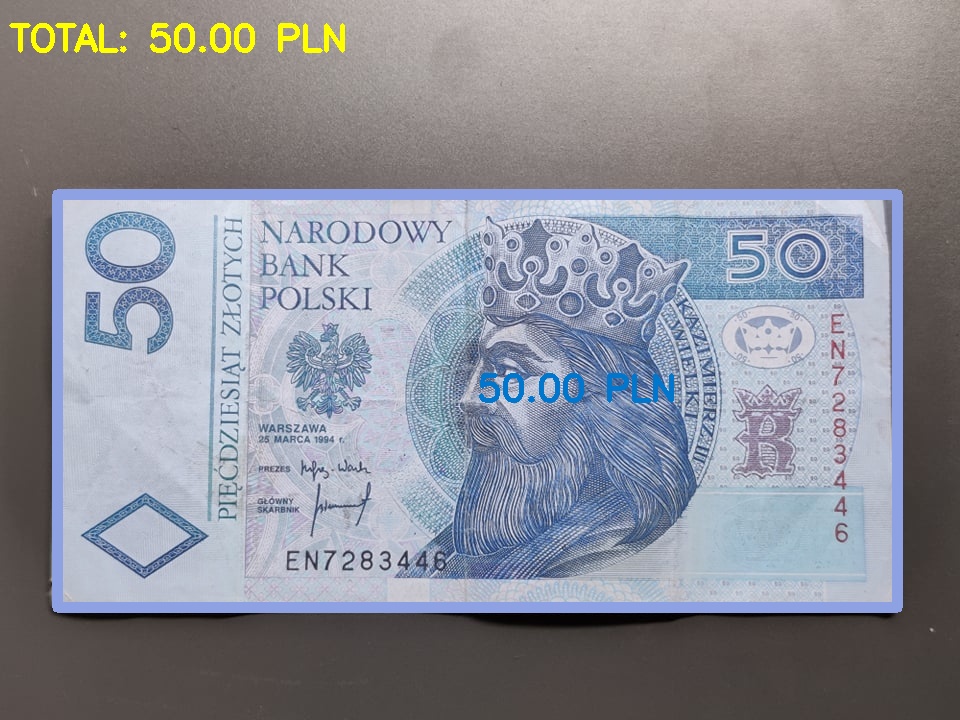 TOTAL: 50.00 PLN
50
PIĘĆDZIESIĄT ZŁOTYCH
NARODOWY
BANK
POLSKI
50
WARSZAWA
25 MARCA 1994 r.
PREZES
GŁÓWNY
SKARBNIK
EN7283446
50.00 PLN
KAZIMIERZ III
WIELKI
EN7283446